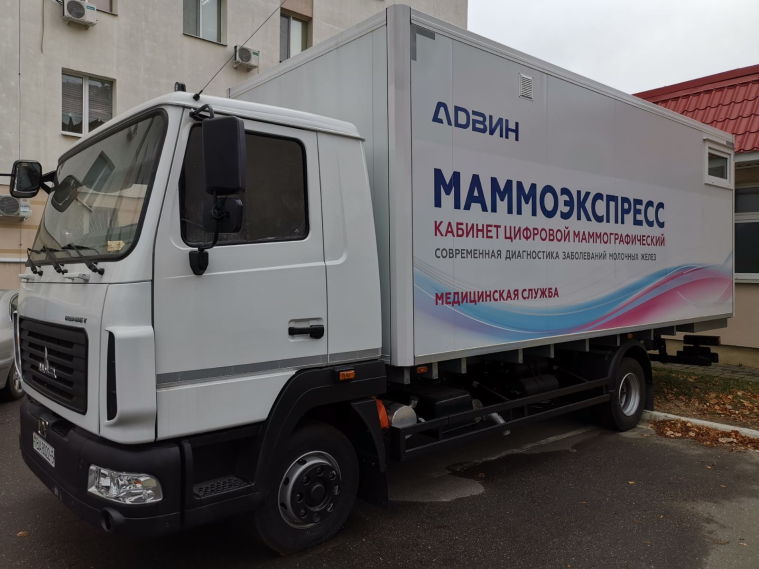 АДВИН
МАММОЭКСПРЕСС
КАБИНЕТ ЦИФРОВОЙ МАММОГРАФИЧЕСКИЙ
СОВРЕМЕННАЯ ДИАГНОСТИКА ЗАБОЛЕВАНИЙ МОЛОЧНЫХ ЖЕЛЕЗ
МЕДИЦИНСКАЯ СЛУЖБА